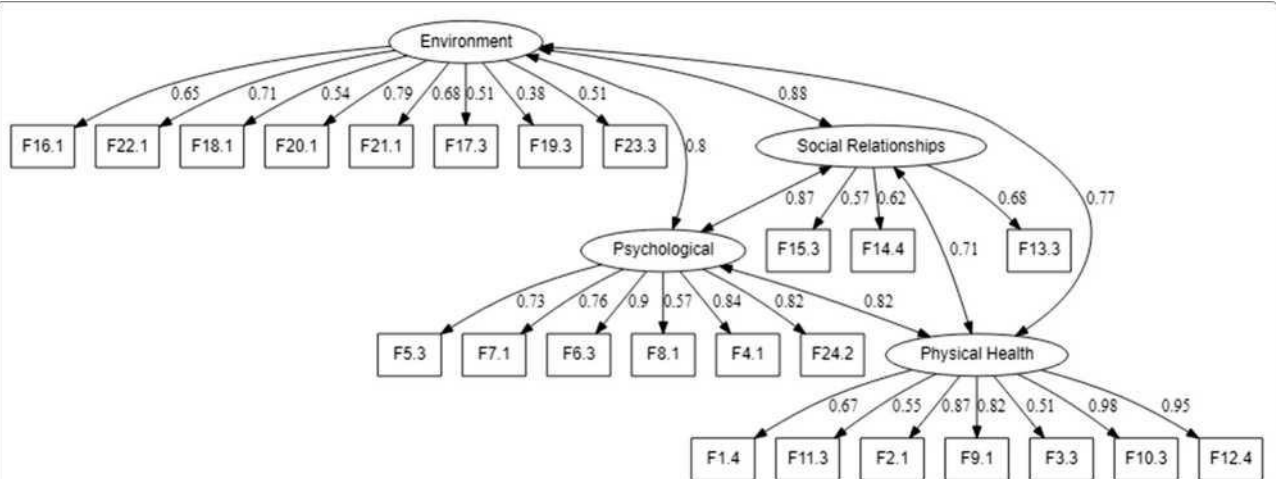 Environment
0.65 0.71 0.54 0.79 0.68 0.51 0.38 0.51 0.88
F16.1 F22.1 F18.1 F20.1 F21.1 F17.3 F19.3 F23.3 0.8 Social Relationships
0.87 0.57 0.62 0.68 0.77
Psychological F15.3 F14.4 F13.3 0.71
0.73 0.76 0.9 0.57 0.84 0.82 0.82
F5.3 F7.1 F6.3 F8.1 F4.1 F24.2 Physical Health
0.67 0.55 0.87 0.82 0.51 0.98 0.95
F1.4 F11.3 F2.1 F9.1 F3.3 F10.3 F12.4